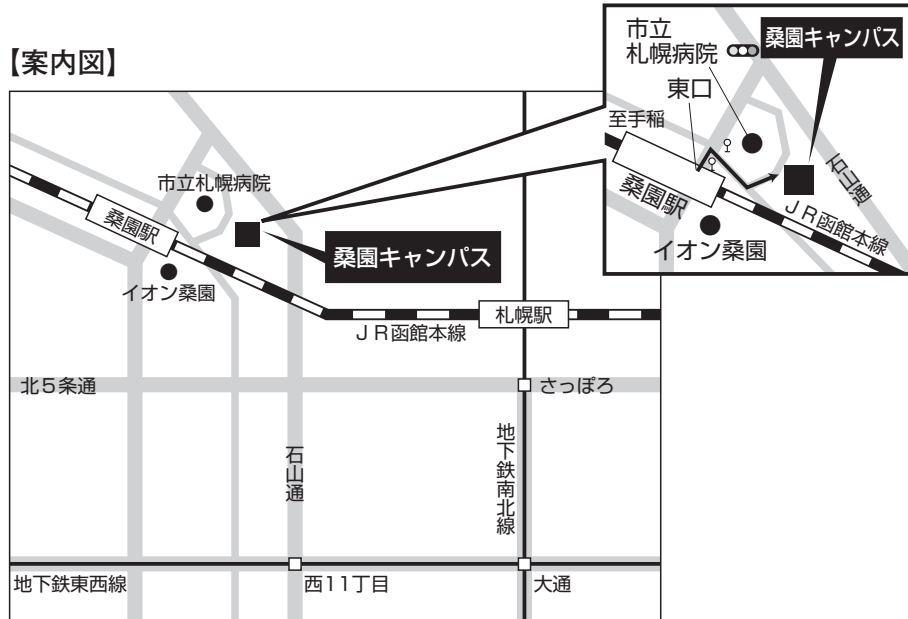 【案内図】
市立札幌病院
桑園駅
イオン桑園
桑園キャンパス
札幌駅
ＪＲ函館本線
北5条通
さっぽろ
石山通
地下鉄南北線
地下鉄東西線
西11丁目
大通
市立
札幌病院
桑園キャンパス
東口
至手稲
桑園駅
石山通
ＪＲ函館本線
イオン桑園